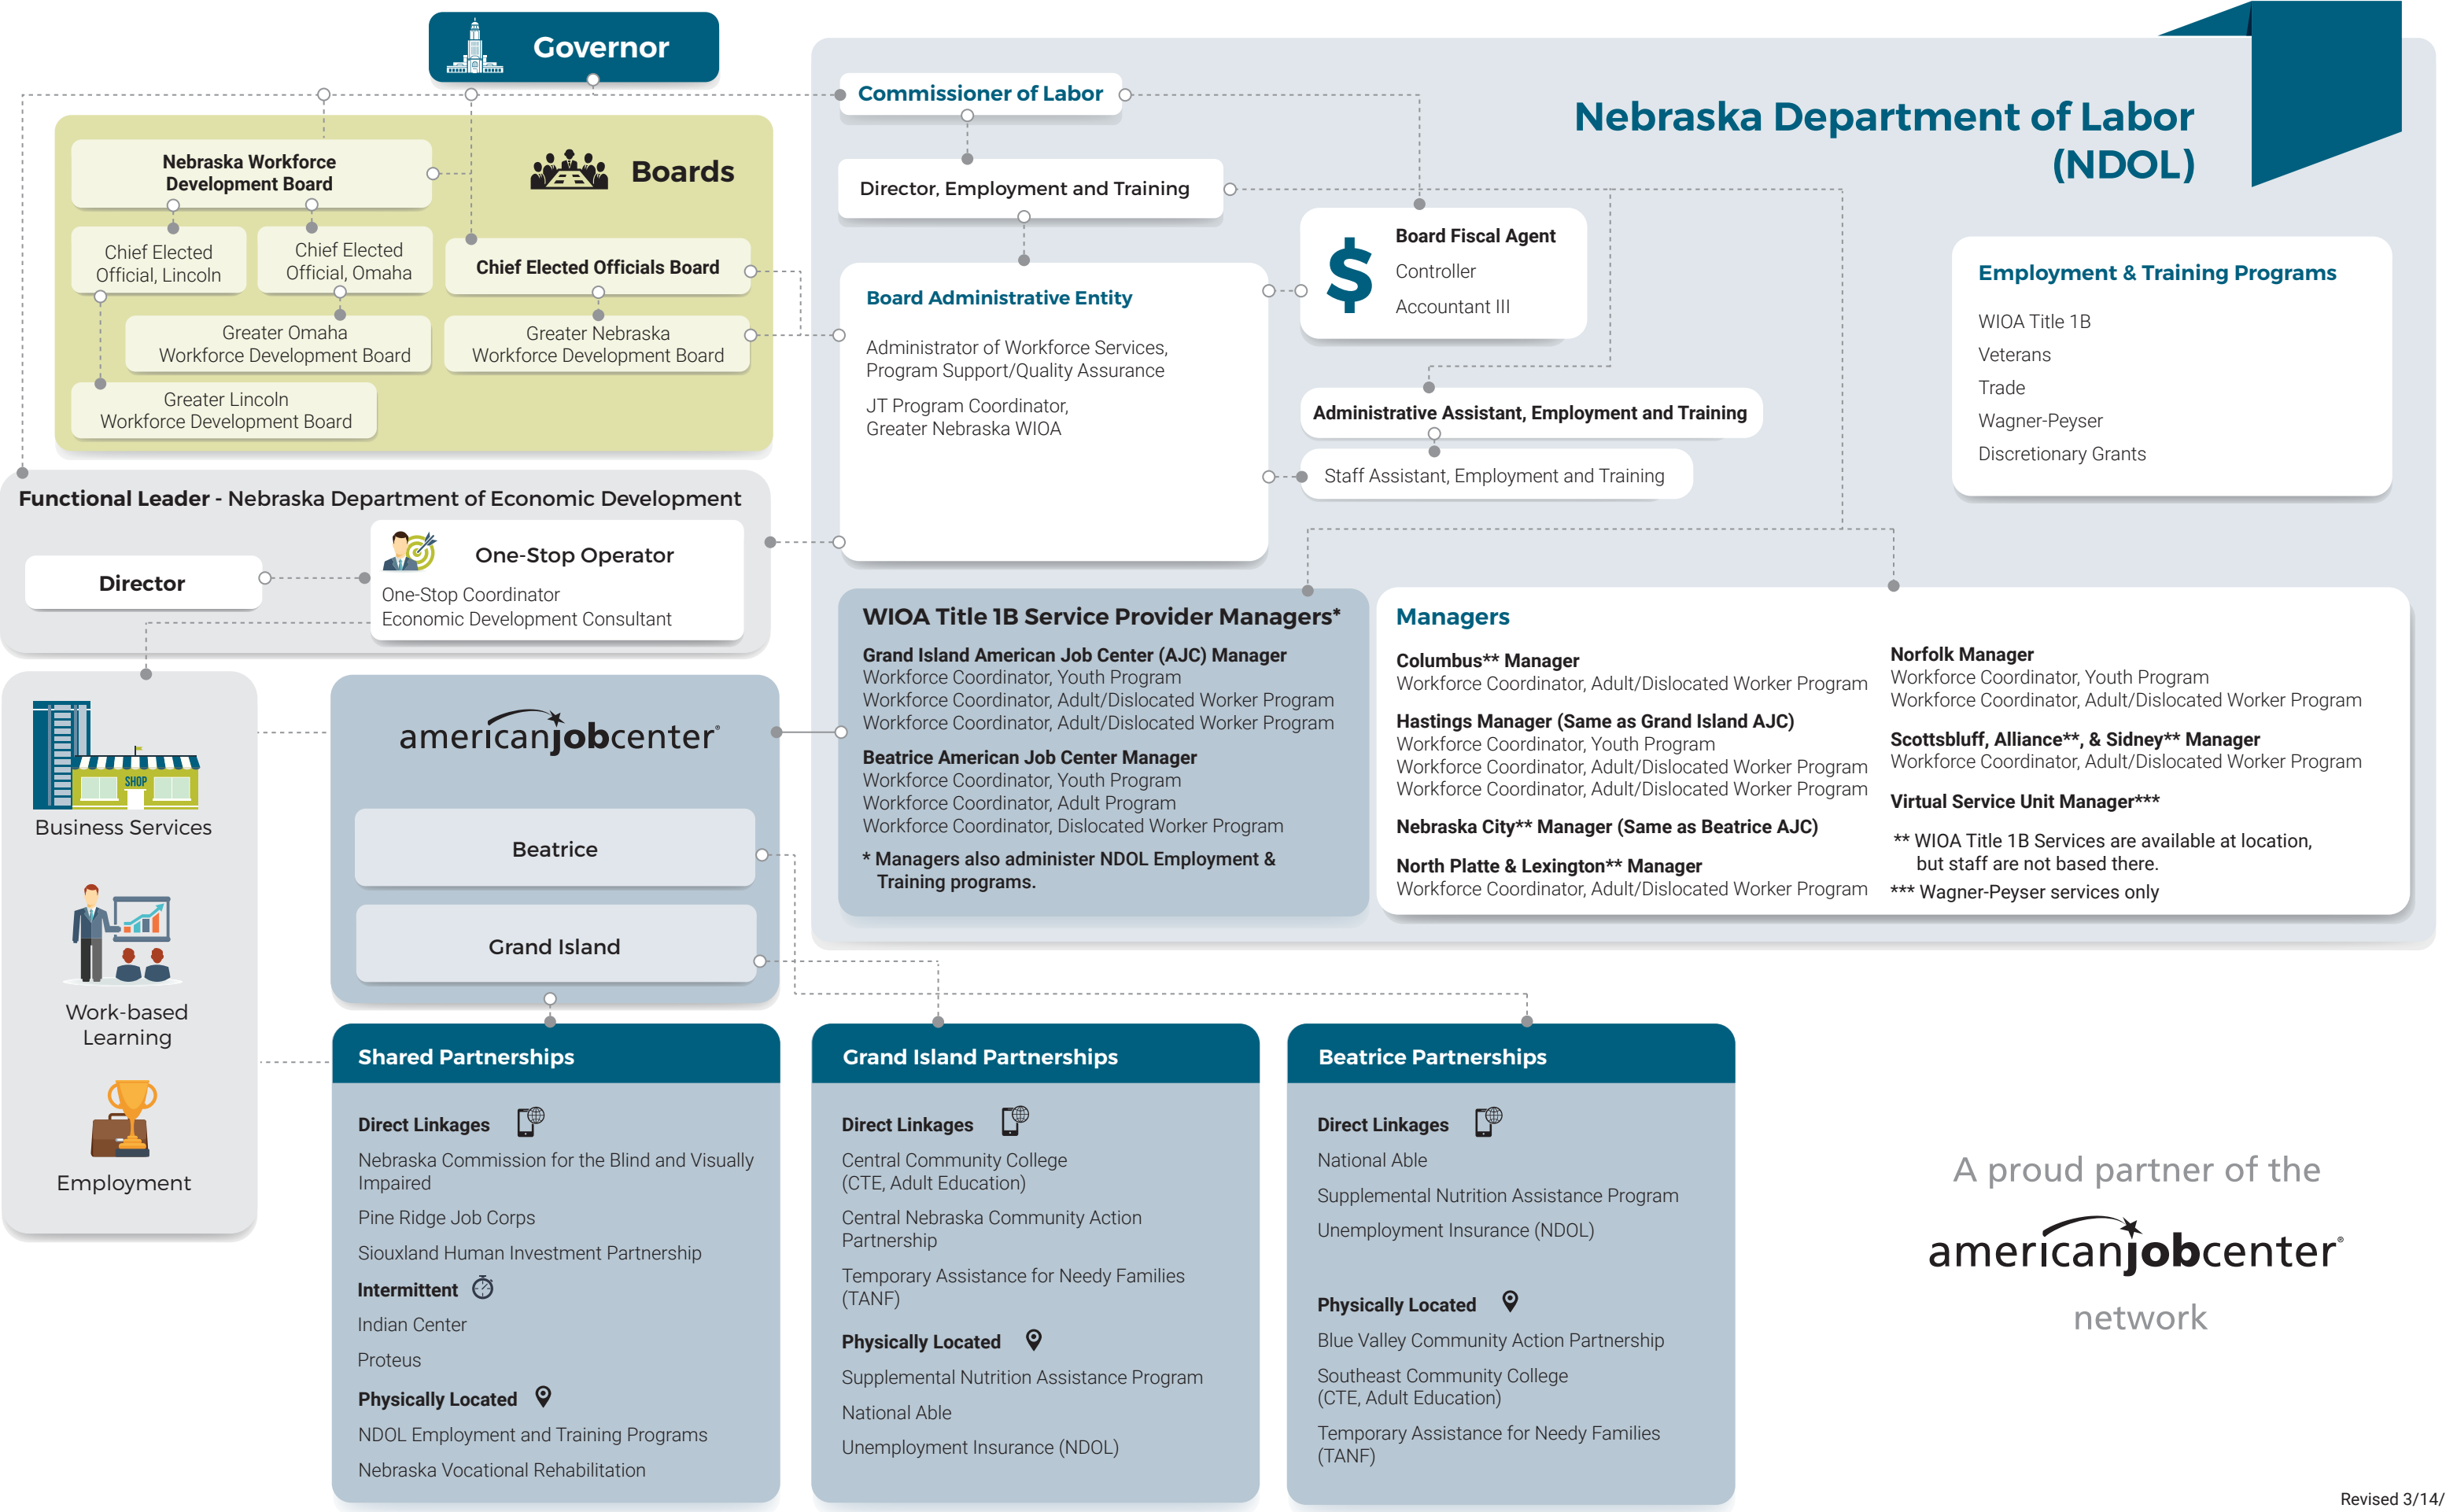 Governor
Commissioner of Labor
Nebraska Department of Labor
(NDOL)
Nebraska Workforce
Development Board
Boards
Chief Elected
Official, Lincoln
Chief Elected
Official, Omaha
Chief Elected Officials Board
Greater Omaha
Workforce Development Board
Greater Nebraska
Workforce Development Board
Greater Lincoln
Workforce Development Board
Director, Employment and Training
Board Administrative Entity
Administrator of Workforce Services,
Program Support/Quality Assurance
JT Program Coordinator,
Greater Nebraska WIOA
$
Board Fiscal Agent
Controller
Accountant III
Administrative Assistant, Employment and Training
Staff Assistant, Employment and Training
Employment & Training Programs
WIOA Title 1B
Veterans
Trade
Wagner-Peyser
Discretionary Grants
Functional Leader - Nebraska Department of Economic Development
Director
One-Stop Operator
One-Stop Coordinator
Economic Development Consultant
WIOA Title 1B Service Provider Managers*
Grand Island American Job Center (AJC) Manager
Workforce Coordinator, Youth Program
Workforce Coordinator, Adult/Dislocated Worker Program
Workforce Coordinator, Adult/Dislocated Worker Program
Beatrice American Job Center Manager
Workforce Coordinator, Youth Program
Workforce Coordinator, Adult Program
Workforce Coordinator, Dislocated Worker Program
* Managers also administer NDOL Employment &
Training programs.
Managers
Columbus** Manager
Workforce Coordinator, Adult/Dislocated Worker Program
Hastings Manager (Same as Grand Island AJC)
Workforce Coordinator, Youth Program
Workforce Coordinator, Adult/Dislocated Worker Program
Workforce Coordinator, Adult/Dislocated Worker Program
Nebraska City** Manager (Same as Beatrice AJC)
North Platte & Lexington** Manager
Workforce Coordinator, Adult/Dislocated Worker Program
Norfolk Manager
Workforce Coordinator, Youth Program
Workforce Coordinator, Adult/Dislocated Worker Program
Scottsbluff, Alliance**, & Sidney** Manager
Workforce Coordinator, Adult/Dislocated Worker Program
Virtual Service Unit Manager***
** WIOA Title 1B Services are available at location,
but staff are not based there.
*** Wagner-Peyser services only
SHOP
Business Services
Work-based
Learning
Employment
americanjobcenter®
Beatrice
Grand Island
Shared Partnerships
Direct Linkages
Nebraska Commission for the Blind and Visually
Impaired
Pine Ridge Job Corps
Siouxland Human Investment Partnership
Intermittent
Indian Center
Proteus
Physically Located
NDOL Employment and Training Programs
Nebraska Vocational Rehabilitation
Grand Island Partnerships
Direct Linkages
Central Community College
(CTE, Adult Education)
Central Nebraska Community Action
Partnership
Temporary Assistance for Needy Families
(TANF)
Physically Located
Supplemental Nutrition Assistance Program
National Able
Unemployment Insurance (NDOL)
Beatrice Partnerships
Direct Linkages
National Able
Supplemental Nutrition Assistance Program
Unemployment Insurance (NDOL)
Physically Located
Blue Valley Community Action Partnership
Southeast Community College
(CTE, Adult Education)
Temporary Assistance for Needy Families
(TANF)
A proud partner of the
americanjobcenter®
network
Revised 3/14/